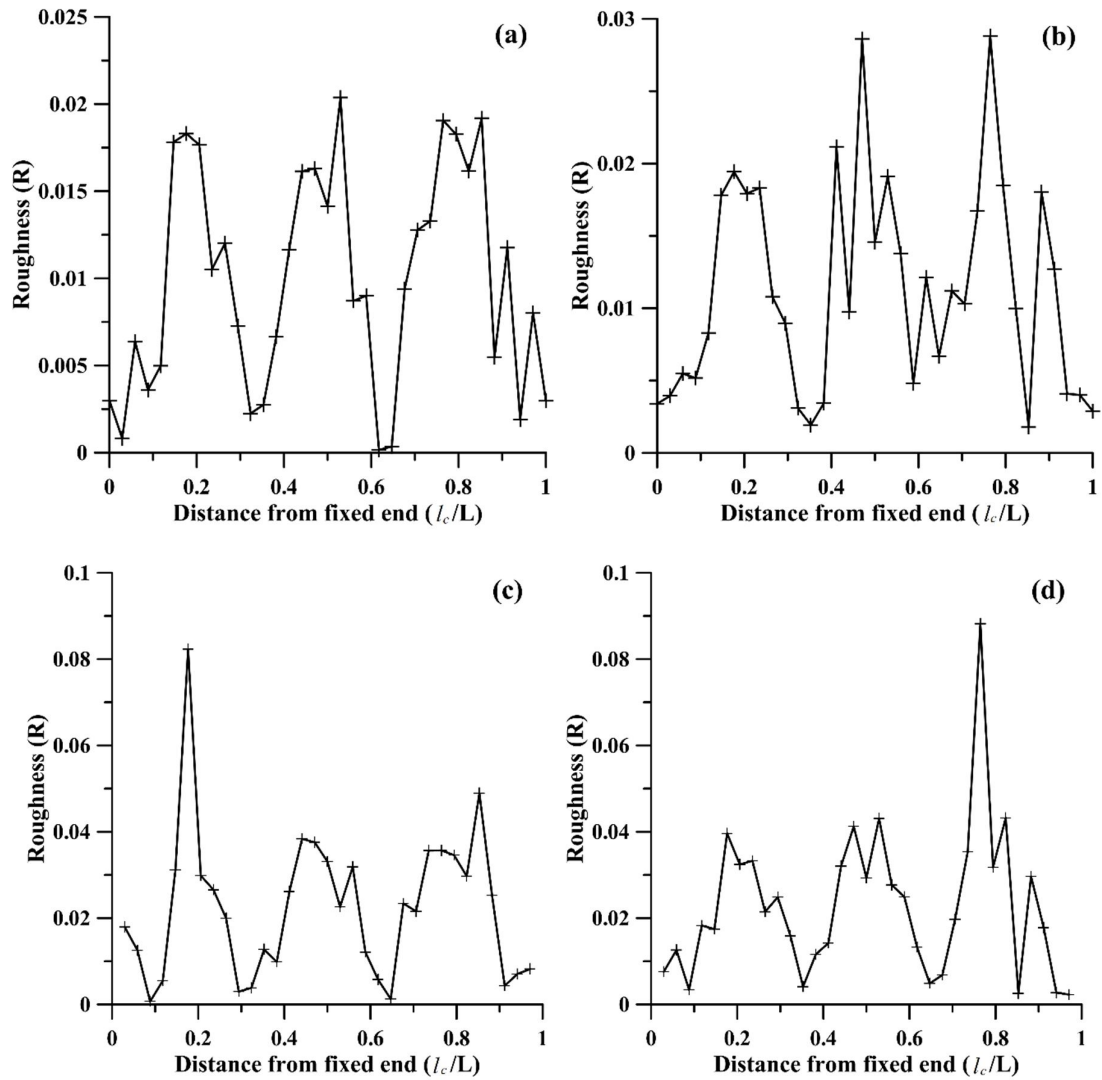 (a)
0.025
0.02
0.015
0.01
0.005
0
Roughness (R)
0 0.2 0.4 0.6 0.8 1
Distance from fixed end (lc/L)
(b)
0.03
0.02
0.01
0
Roughness (R)
0 0.2 0.4 0.6 0.8 1
Distance from fixed end (lc/L)
(c)
0.1
0.08
0.06
0.04
0.02
0
Roughness (R)
0 0.2 0.4 0.6 0.8 1
Distance from fixed end (lc/L)
(d)
0.1
0.08
0.06
0.04
0.02
0
Roughness (R)
0 0.2 0.4 0.6 0.8 1
Distance from fixed end (lc/L)